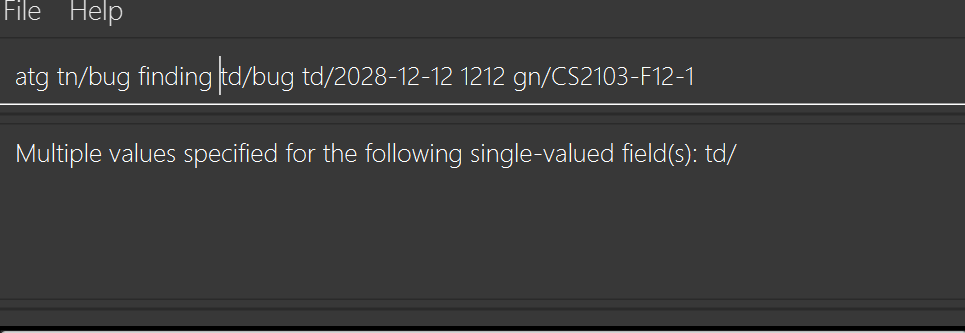 File Help
atg tn/bug finding td/bug td/2028-12-12 1212 gn/CS2103-F12-1
Multiple values specified for the following single-valued field(s): td/